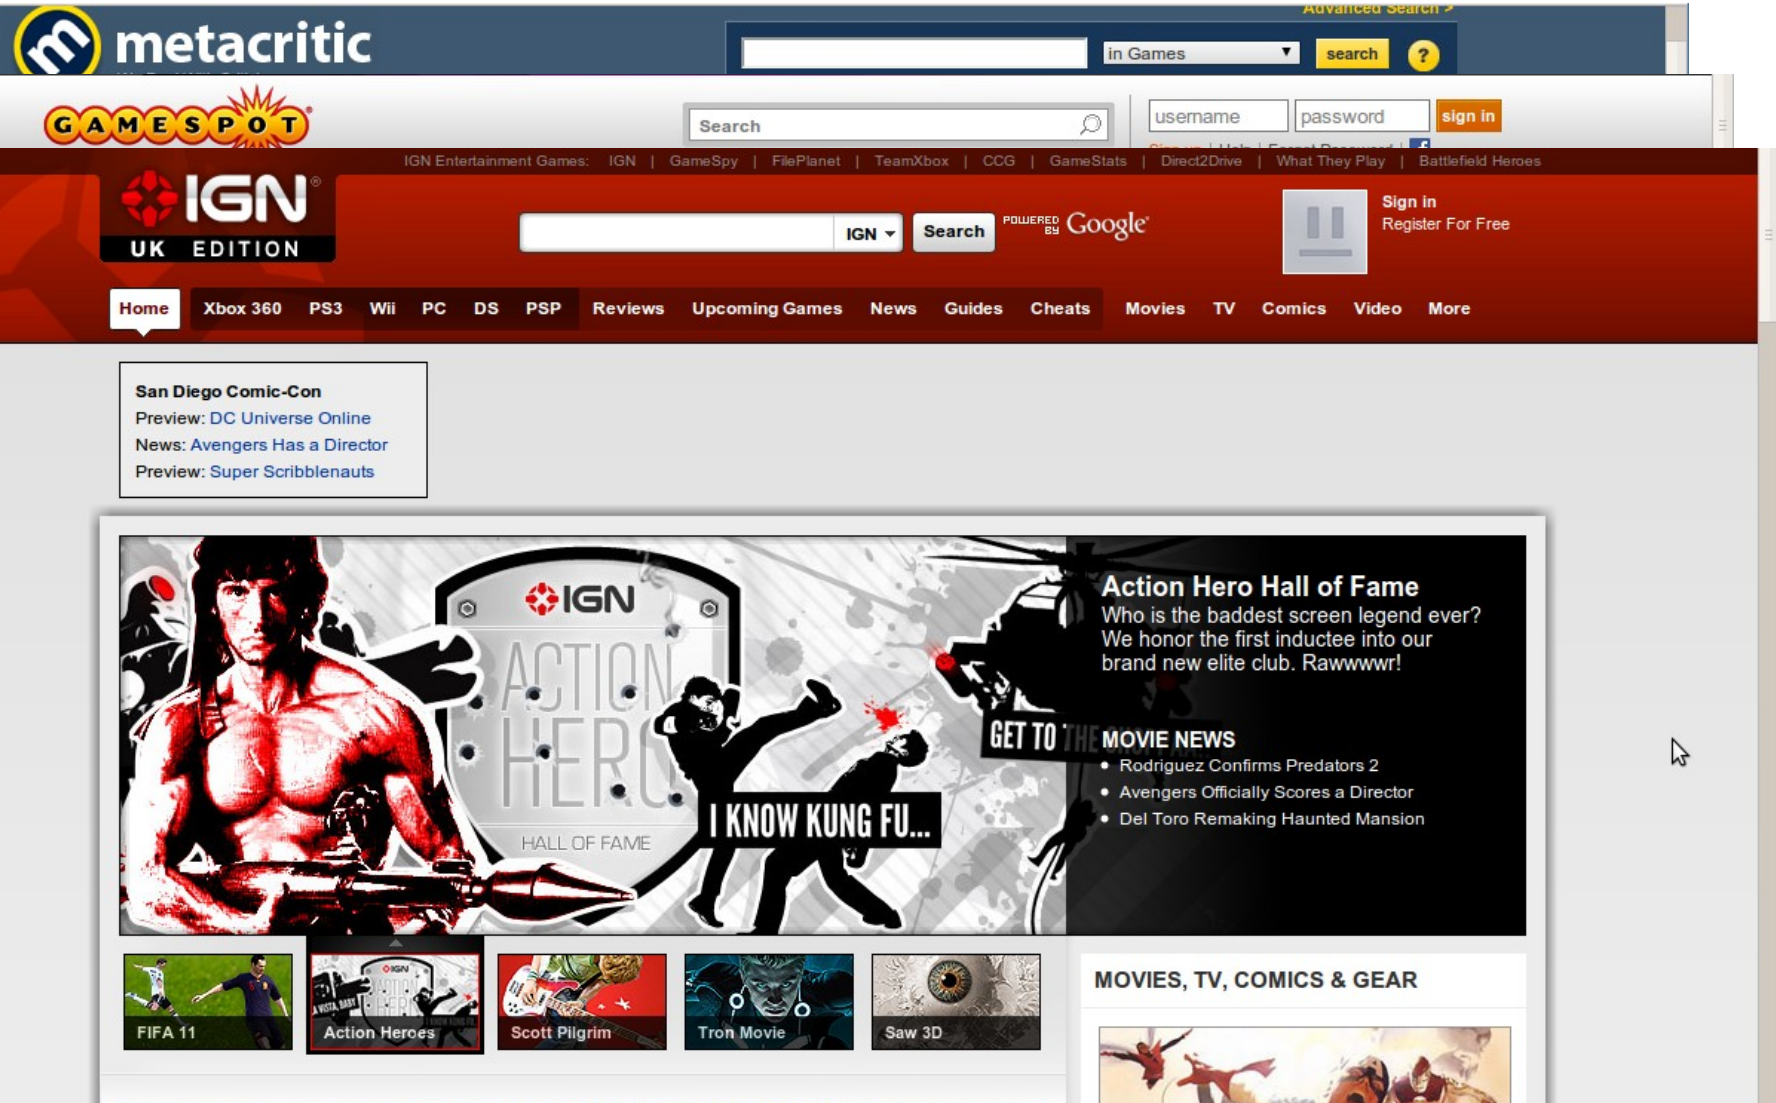 Advanced Search >
metacritic
in Games
search
?
GAMESPOT
Search
username
password
sign in
Sign up | Help | Forgot Password |
IGN Entertainment Games: IGN | GameSpy | FilePlanet | TeamXbox | CCG | GameStats | Direct2Drive | What They Play | Battlefield Heroes
IGN®
UK EDITION
IGN
Search
POWERED BY Google
Sign in
Register For Free
Home Xbox 360 PS3 Wii PC DS PSP Reviews Upcoming Games News Guides Cheats Movies TV Comics Video More
San Diego Comic-Con
Preview: DC Universe Online
News: Avengers Has a Director
Preview: Super Scribblenauts
IGN
ACTION
HERO
HALL OF FAME
I KNOW KUNG FU...
GET TO THE
Action Hero Hall of Fame
Who is the baddest screen legend ever?
We honor the first inductee into our
brand new elite club. Rawwwwr!
MOVIE NEWS
• Rodriguez Confirms Predators 2
• Avengers Officially Scores a Director
• Del Toro Remaking Haunted Mansion
FIFA 11
IGN
Action Heroes
Scott Pilgrim
Tron Movie
Saw 3D
MOVIES, TV, COMICS & GEAR